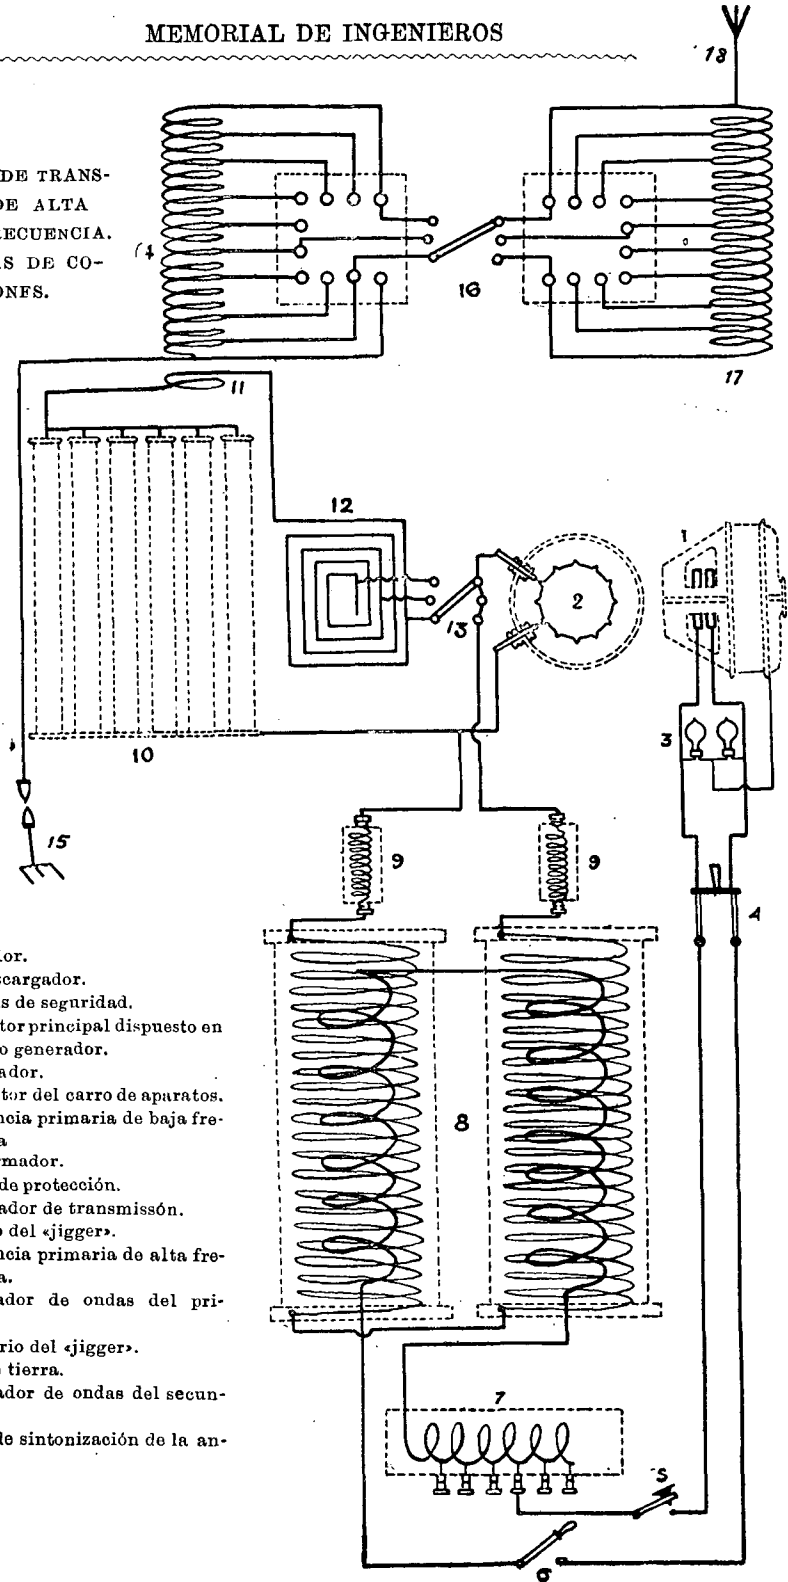 MEMORIAL DE INGENIEROS
18
DE TRANS-
DE ALTA
RECUENCIA.
AS DE CO-
ONES.
14
16
17
11
12
1
2
13
3
10
15
9
9
4
8
or.
scargador.
s de seguridad.
tor principal dispuesto en
o generador.
ador.
tor del carro de aparatos.
ncia primaria de baja fre-
a
rmador.
de protección.
ador de transmissón.
o del «jigger».
ncia primaria de alta fre-
a.
ador de ondas del pri-
rio del «jigger».
tierra.
ador de ondas del secun-
de sintonización de la an-
7
5
6